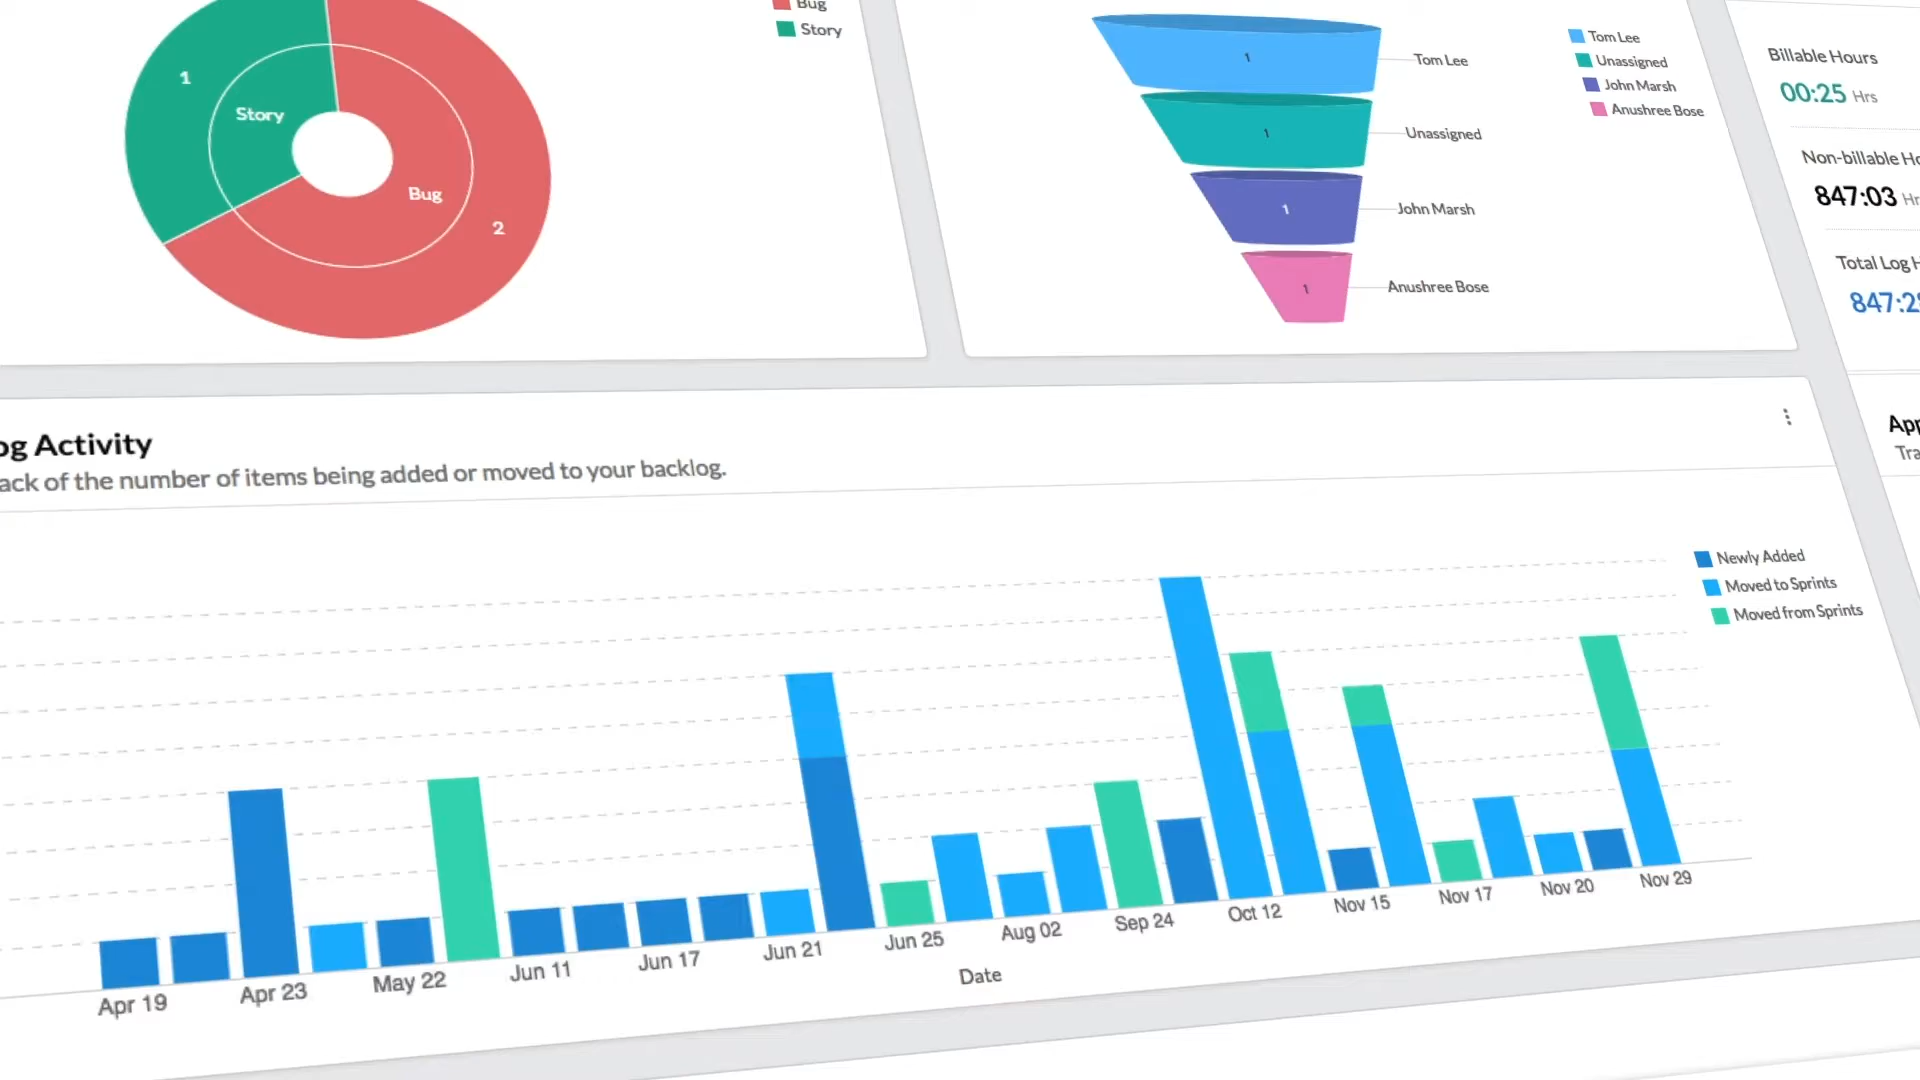 Bug
Story
1
Story
Bug
2
1
Tom Lee
1
Unassigned
1
John Marsh
1
Anushree Bose
Tom Lee
Unassigned
John Marsh
Anushree Bose
Billable Hours
00:25 Hrs
Non-billable
847:03
Total Log
847:2
og Activity
ack of the number of items being added or moved to your backlog.
Newly Added
Moved to Sprints
Moved from Sprints
Apr 19
Apr 23
May 22
Jun 11
Jun 17
Jun 21
Jun 25
Aug 02
Sep 24
Oct 12
Nov 15
Nov 17
Nov 20
Nov 29
Date
App
Tra